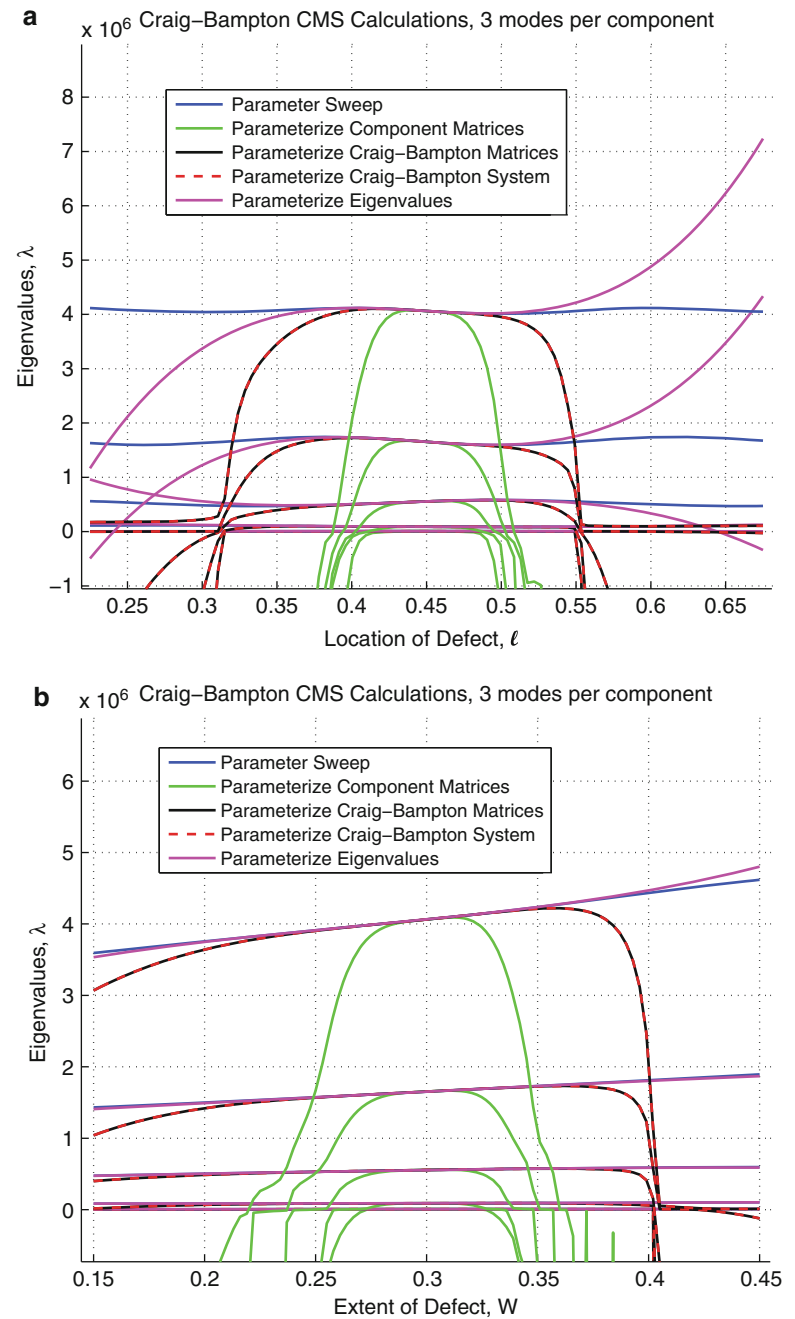 a
x 10⁶ Craig–Bampton CMS Calculations, 3 modes per component
8
7
6
5
4
3
2
1
0
−1
Eigenvalues, λ
Parameter Sweep
Parameterize Component Matrices
Parameterize Craig–Bampton Matrices
Parameterize Craig–Bampton System
Parameterize Eigenvalues
0.25 0.3 0.35 0.4 0.45 0.5 0.55 0.6 0.65
Location of Defect, ℓ
b
x 10⁶ Craig–Bampton CMS Calculations, 3 modes per component
6
5
4
3
2
1
0
Eigenvalues, λ
Parameter Sweep
Parameterize Component Matrices
Parameterize Craig–Bampton Matrices
Parameterize Craig–Bampton System
Parameterize Eigenvalues
0.15 0.2 0.25 0.3 0.35 0.4 0.45
Extent of Defect, W